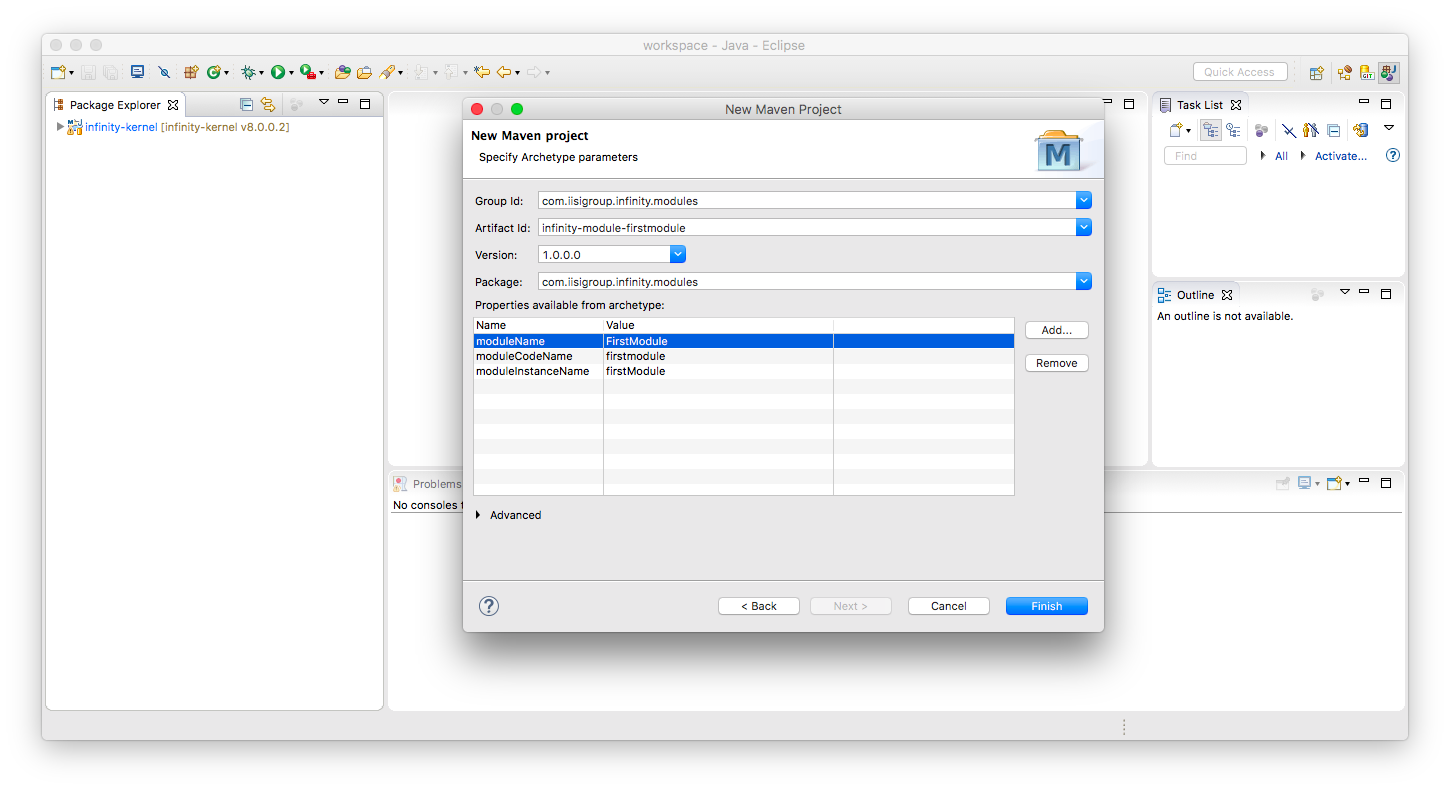 workspace - Java - Eclipse
Quick Access
GIT
Package Explorer
infinity-kernel [infinity-kernel v8.0.0.2]
New Maven Project
New Maven project
Specify Archetype parameters
M
Group Id: com.iisigroup.infinity.modules
Artifact Id: infinity-module-firstmodule
Version: 1.0.0.0
Package: com.iisigroup.infinity.modules
Properties available from archetype:
Name Value
moduleName FirstModule
moduleCodeName firstmodule
moduleInstanceName firstModule
Add...
Remove
Advanced
?
< Back Next > Cancel Finish
Task List
Find All Activate... ?
Outline
An outline is not available.
Problems
No consoles